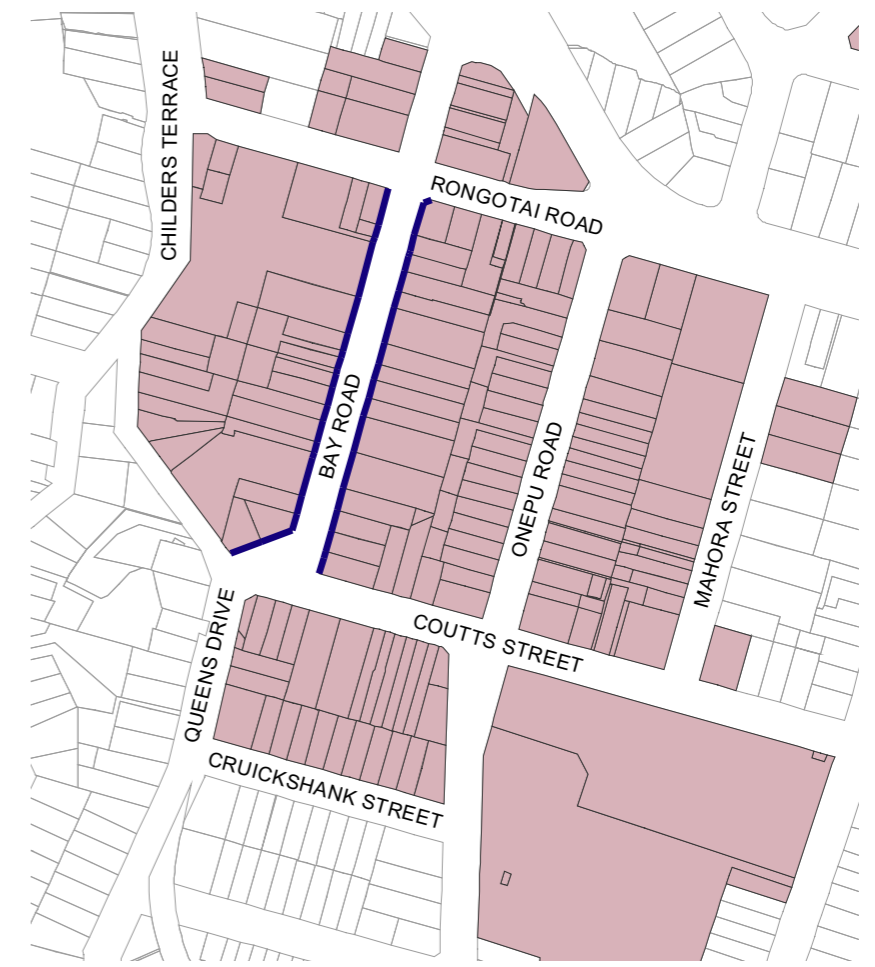 CHILDERS TERRACE
RONGOTAI ROAD
BAY ROAD
ONEPU ROAD
MAHORA STREET
COUTTS STREET
QUEENS DRIVE
CRUICKSHANK STREET